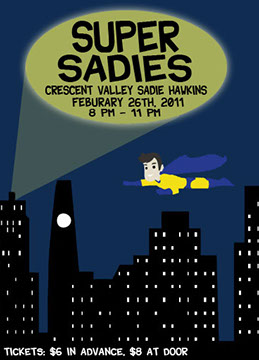 SUPER
SADIES
CRESCENT VALLEY SADIE HAWKINS
FEBURARY 26TH, 2011
8 PM - 11 PM
TICKETS: $6 IN ADVANCE, $8 AT DOOR